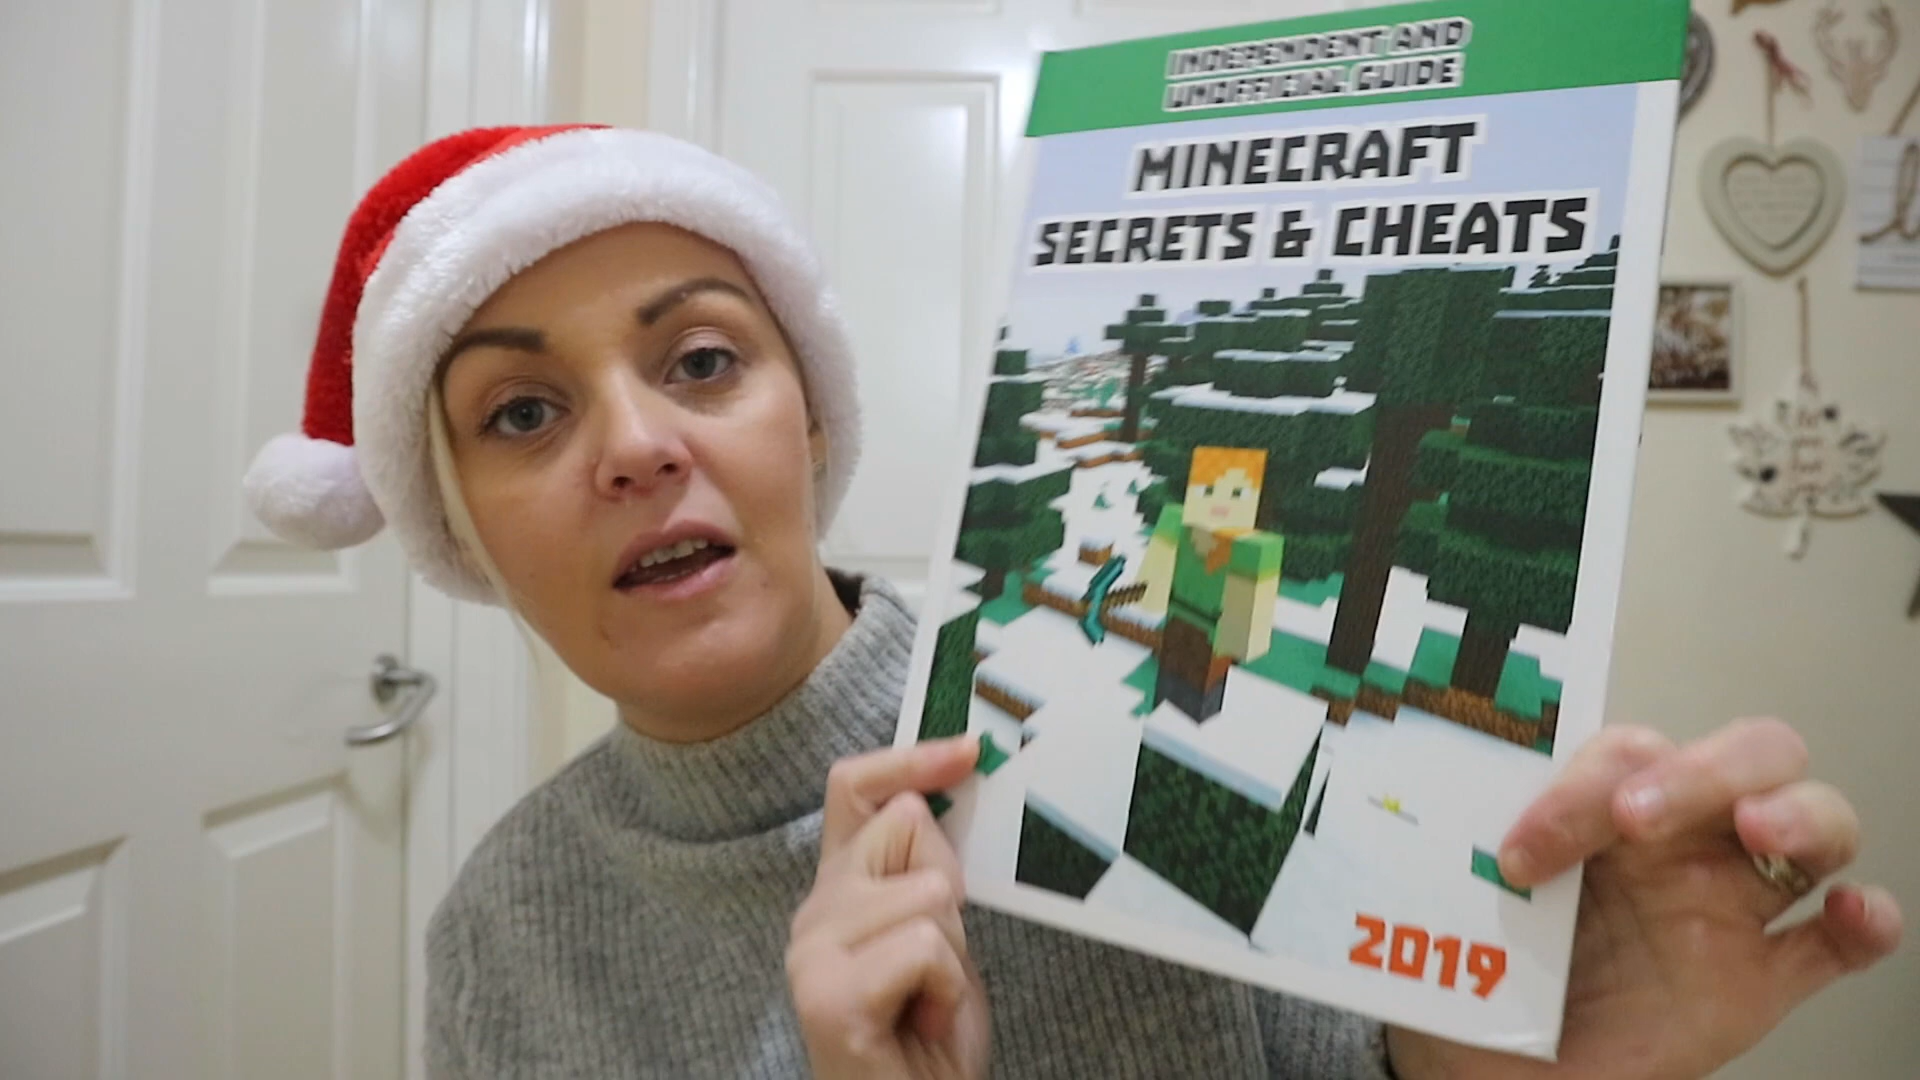 INDEPENDENT AND
UNOFFICIAL GUIDE
MINECRAFT
SECRETS & CHEATS
2019